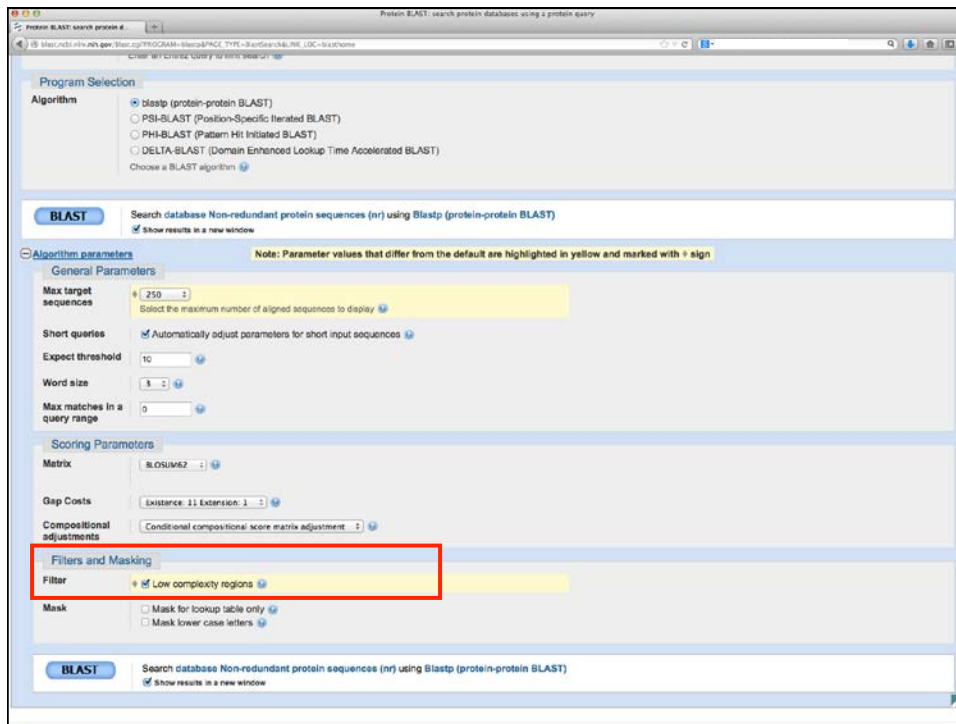 Protein BLAST: search protein databases using a protein query
Protein BLAST: search protein d...
Enter an Entrez query to limit search
Program Selection
Algorithm
blastp (protein-protein BLAST)
PSI-BLAST (Position-Specific Iterated BLAST)
PHI-BLAST (Pattern Hit Initiated BLAST)
DELTA-BLAST (Domain Enhanced Lookup Time Accelerated BLAST)
Choose a BLAST algorithm
BLAST
Search database Non-redundant protein sequences (nr) using Blastp (protein-protein BLAST)
Show results in a new window
Algorithm parameters
Note: Parameter values that differ from the default are highlighted in yellow and marked with ♦ sign
General Parameters
Max target sequences
250
Select the maximum number of aligned sequences to display
Short queries
Automatically adjust parameters for short input sequences
Expect threshold
10
Word size
3
Max matches in a query range
0
Scoring Parameters
Matrix
BLOSUM62
Gap Costs
Existence: 11 Extension: 1
Compositional adjustments
Conditional compositional score matrix adjustment
Filters and Masking
Filter
Low complexity regions
Mask
Mask for lookup table only
Mask lower case letters
BLAST
Search database Non-redundant protein sequences (nr) using Blastp (protein-protein BLAST)
Show results in a new window